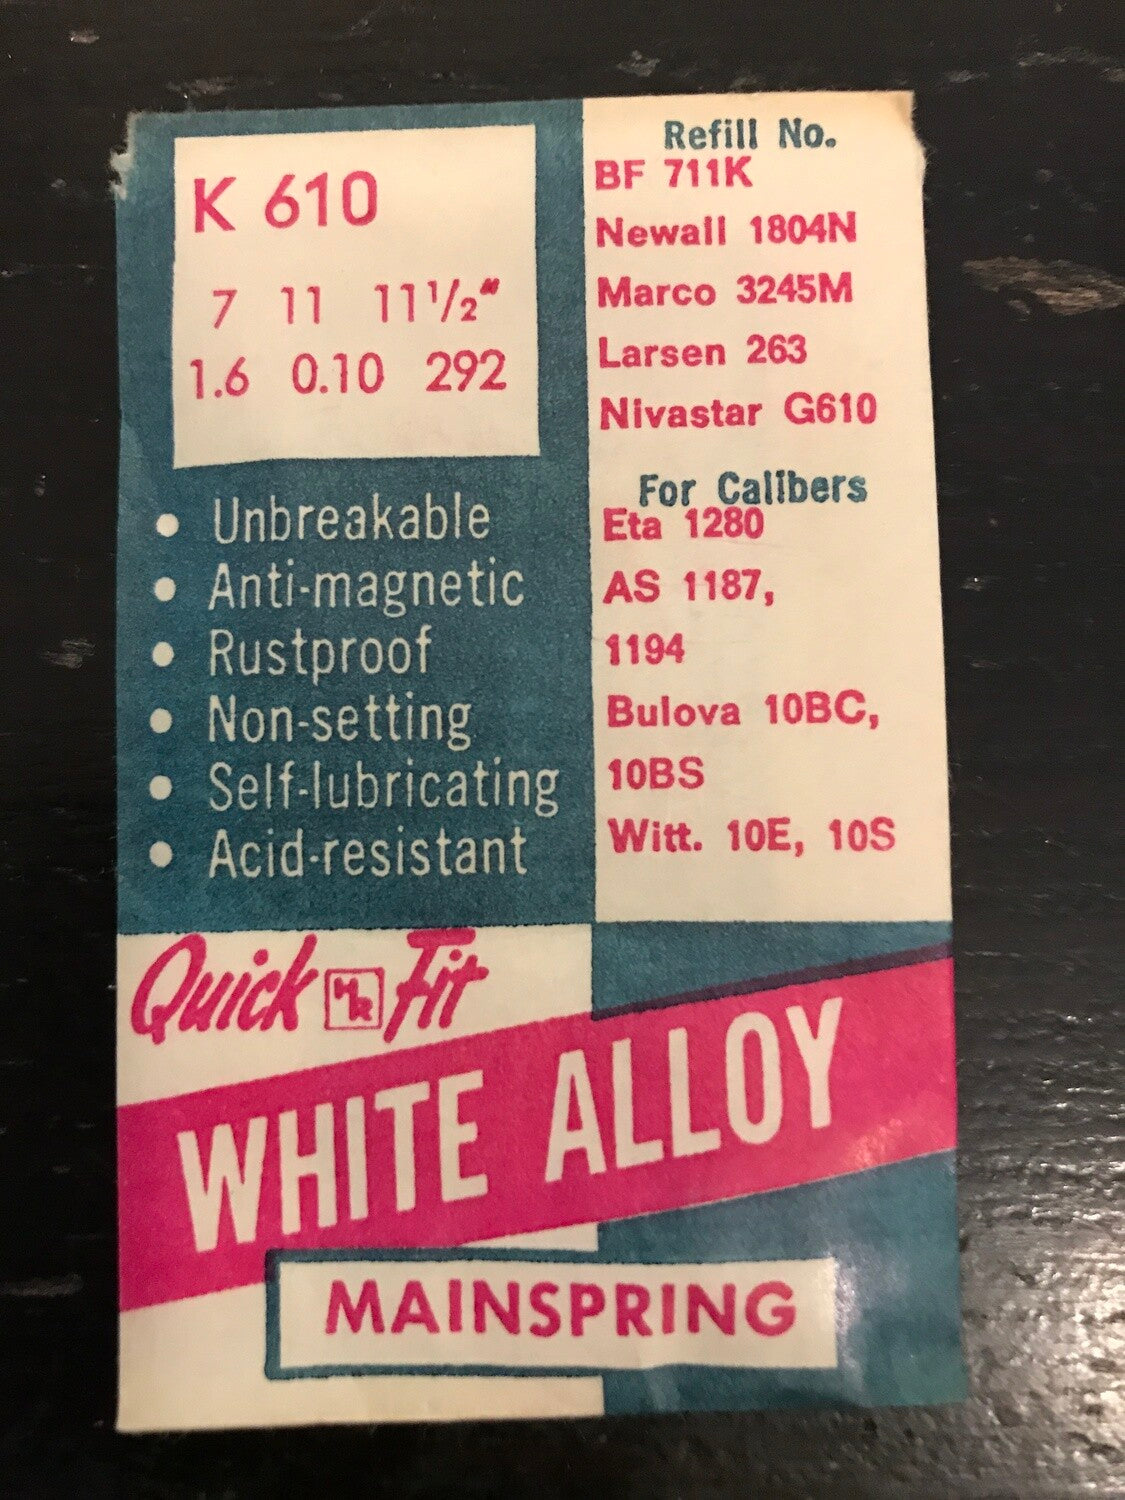 K 610
7 11 11½"
1.6 0.10 292
• Unbreakable
• Anti-magnetic
• Rustproof
• Non-setting
• Self-lubricating
• Acid-resistant
Refill No.
BF 711K
Newall 1804N
Marco 3245M
Larsen 263
Nivastar G610
For Calibers
Eta 1280
AS 1187,
1194
Bulova 10BC,
10BS
Witt. 10E, 10S
Quick HR Fit
WHITE ALLOY
MAINSPRING